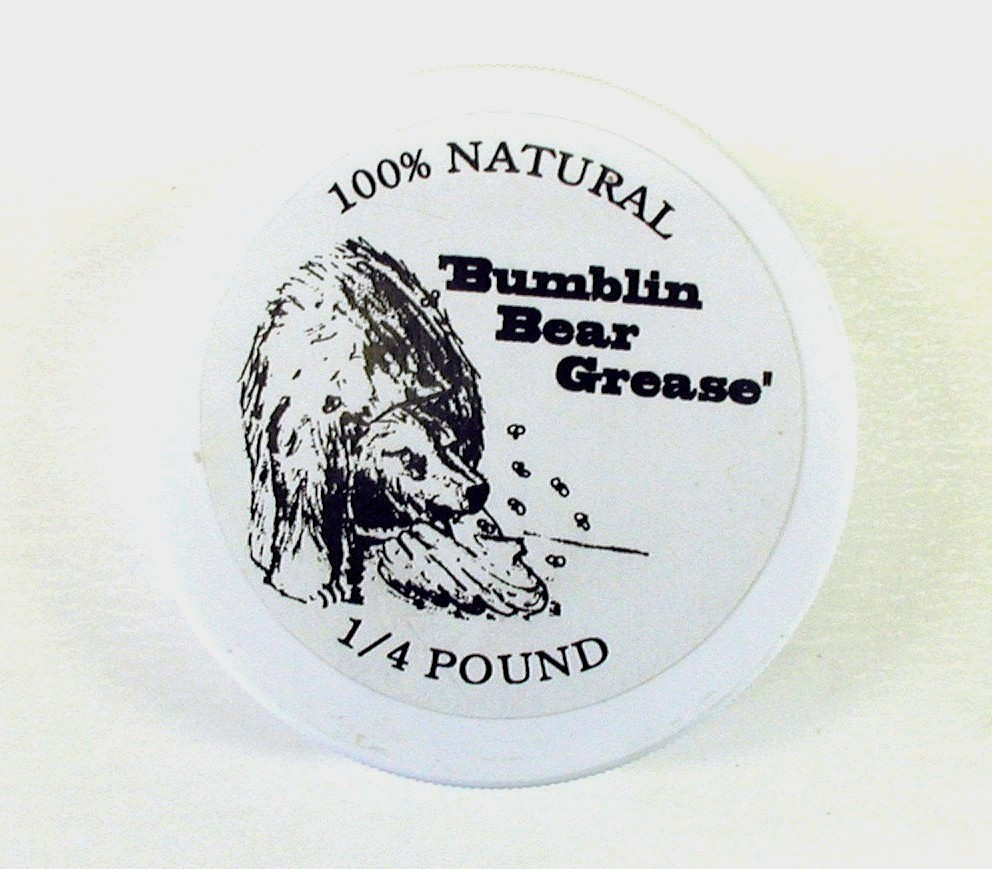 100% NATURAL
"Bumblin
Bear
Grease"
1/4 POUND